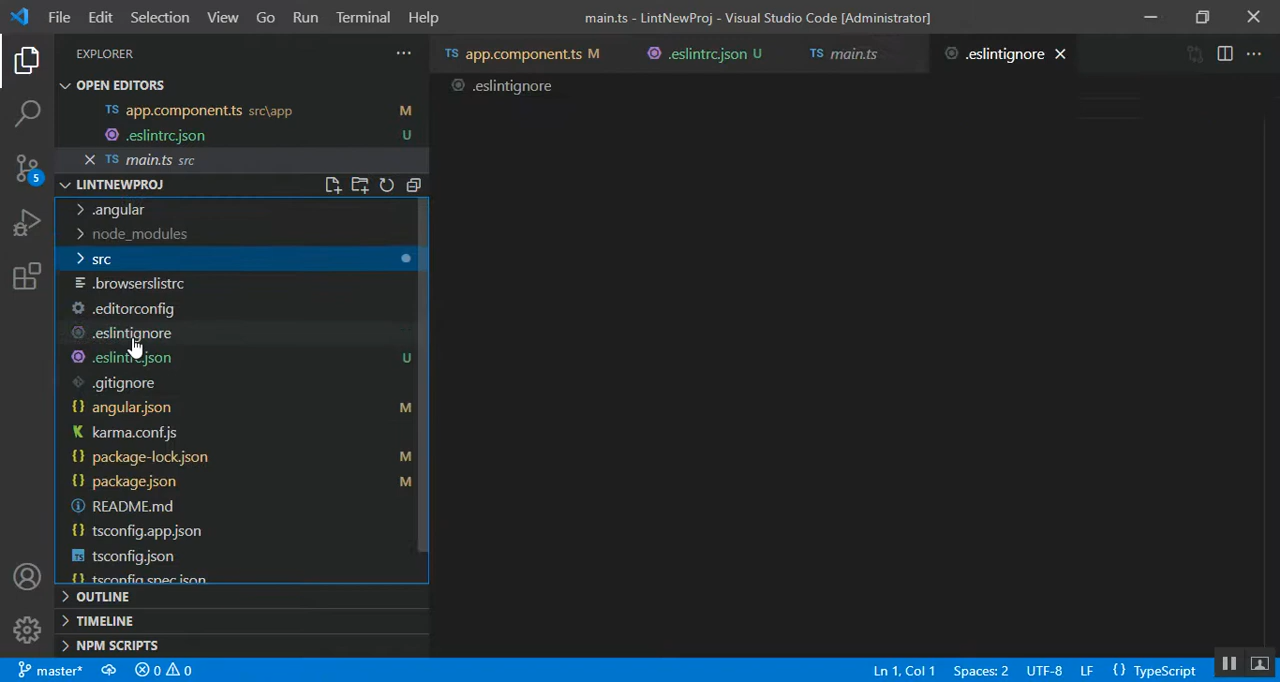 File Edit Selection View Go Run Terminal Help main.ts - LintNewProj - Visual Studio Code [Administrator]
EXPLORER
TS app.component.ts M .eslintrc.json U TS main.ts .eslintignore
OPEN EDITORS
.eslintignore
TS app.component.ts src\app M
.eslintrc.json U
TS main.ts src
5
LINTNEWPROJ
.angular
node_modules
src
.browserslistrc
.editorconfig
.eslintignore
.eslintrc.json U
.gitignore
{} angular.json M
karma.conf.js
{} package-lock.json M
{} package.json M
README.md
{} tsconfig.app.json
TS tsconfig.json
{} tsconfig.spec.json
OUTLINE
TIMELINE
NPM SCRIPTS
master* 0 0 Ln 1, Col 1 Spaces: 2 UTF-8 LF {} TypeScript